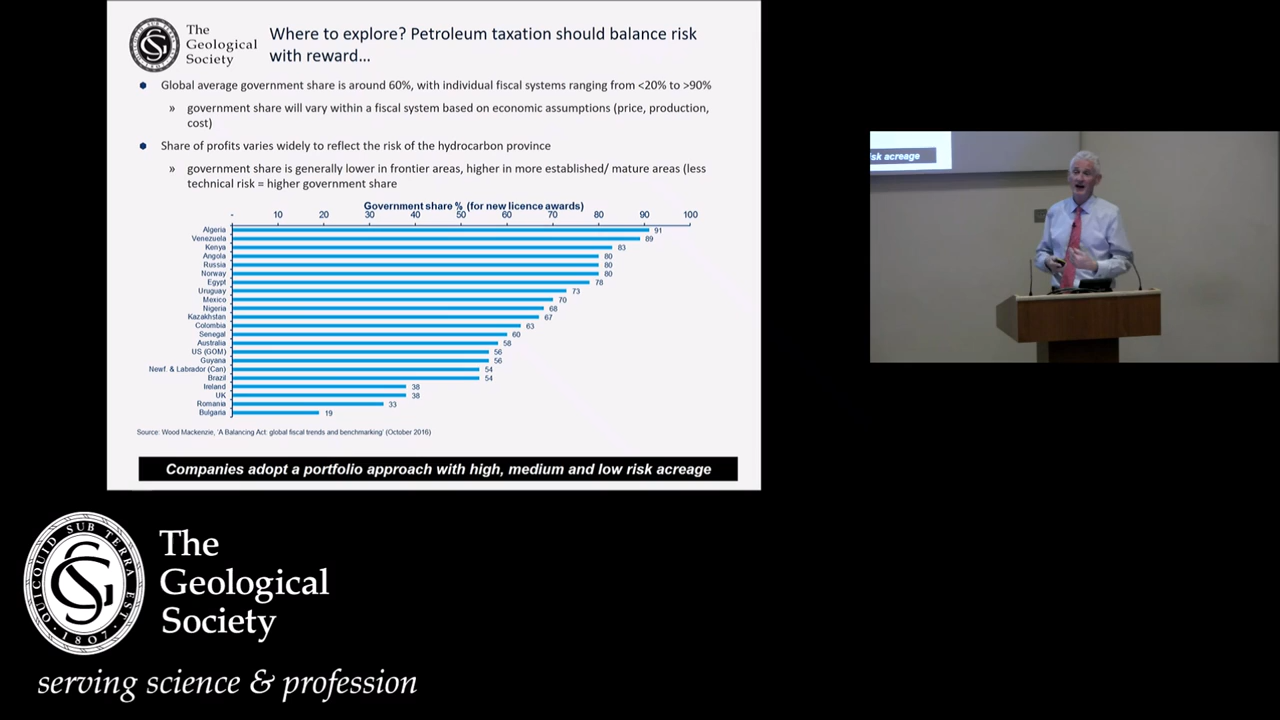 The
Geological
Society
Where to explore? Petroleum taxation should balance risk
with reward…
Global average government share is around 60%, with individual fiscal systems ranging from <20% to >90%
» government share will vary within a fiscal system based on economic assumptions (price, production,
cost)
Share of profits varies widely to reflect the risk of the hydrocarbon province
» government share is generally lower in frontier areas, higher in more established/ mature areas (less
technical risk = higher government share
Government share % (for new licence awards)
- 10 20 30 40 50 60 70 80 90 100
Algeria 91
Venezuela 89
Kenya 83
Angola 80
Russia 80
Norway 80
Egypt 78
Uruguay 73
Mexico 70
Nigeria 68
Kazakhstan 67
Colombia 63
Senegal 60
Australia 58
US (GOM) 56
Guyana 56
Newf. & Labrador (Can) 54
Brazil 54
Ireland 38
UK 38
Romania 33
Bulgaria 19
Source: Wood Mackenzie, 'A Balancing Act: global fiscal trends and benchmarking' (October 2016)
Companies adopt a portfolio approach with high, medium and low risk acreage
isk acreage
QUICQUID SUB TERRA EST
1807
The
Geological
Society
serving science & profession